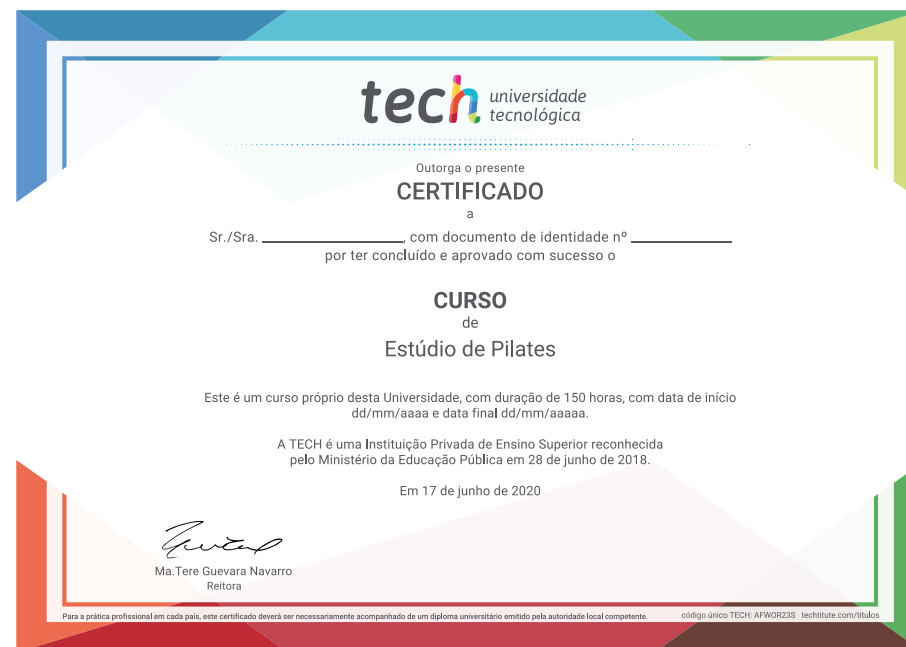 tech universidade
tecnológica
Outorga o presente
CERTIFICADO
a
Sr./Sra. ______________, com documento de identidade nº __________
por ter concluído e aprovado com sucesso o
CURSO
de
Estúdio de Pilates
Este é um curso próprio desta Universidade, com duração de 150 horas, com data de início
dd/mm/aaaa e data final dd/mm/aaaaa.
A TECH é uma Instituição Privada de Ensino Superior reconhecida
pelo Ministério da Educação Pública em 28 de junho de 2018.
Em 17 de junho de 2020
Ma.Tere Guevara Navarro
Reitora
Para a prática profissional em cada país, este certificado deverá ser necessariamente acompanhado de um diploma universitário emitido pela autoridade local competente. código único TECH: AFWOR23S techtitute.com/titulos